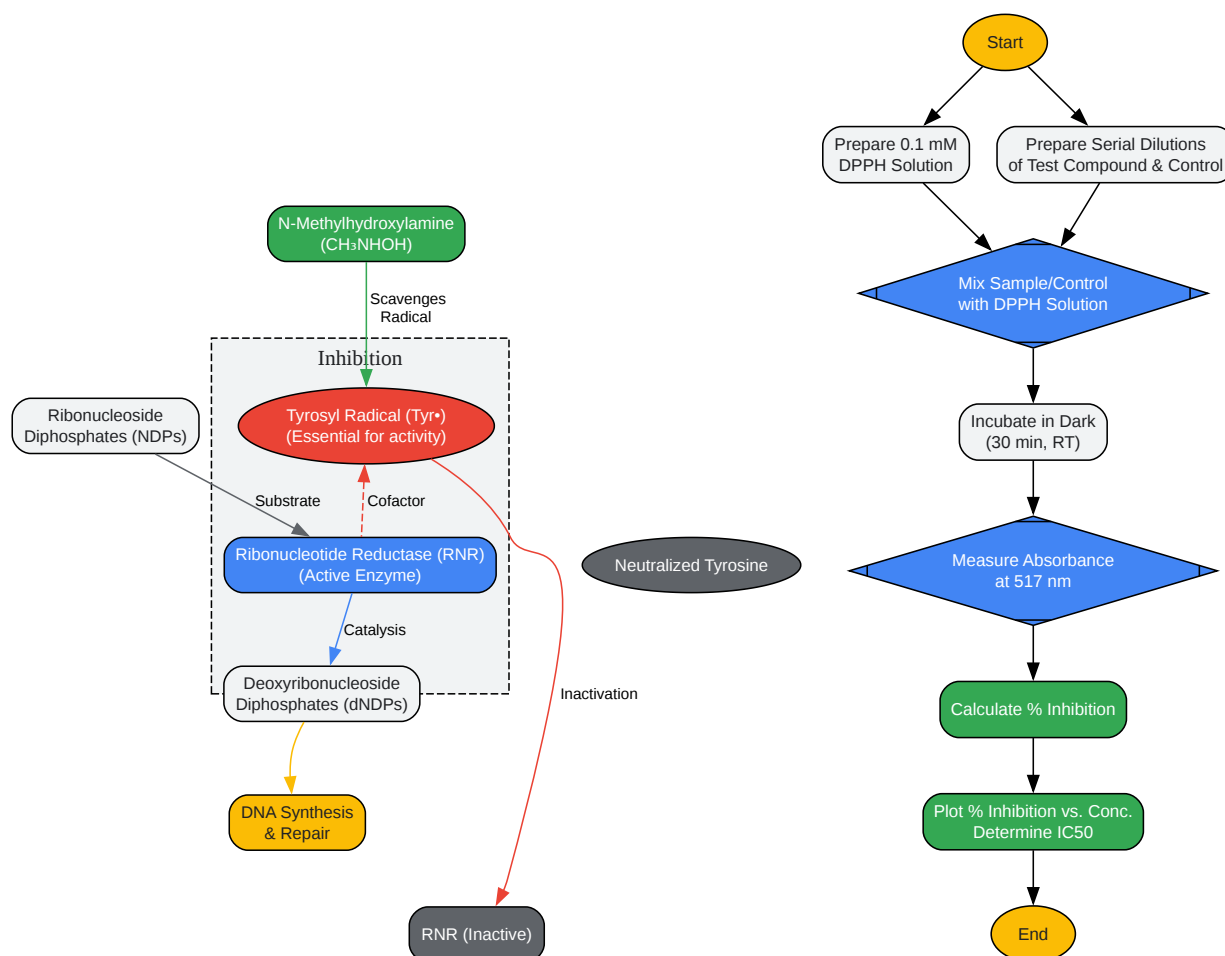 N-Methylhydroxylamine
(CH₃NHOH)
Scavenges
Radical
Inhibition
Tyrosyl Radical (Tyr•)
(Essential for activity)
Ribonucleoside
Diphosphates (NDPs)
Substrate
Cofactor
Ribonucleotide Reductase (RNR)
(Active Enzyme)
Neutralized Tyrosine
Catalysis
Deoxyribonucleoside
Diphosphates (dNDPs)
Inactivation
DNA Synthesis
& Repair
RNR (Inactive)
Start
Prepare 0.1 mM
DPPH Solution
Prepare Serial Dilutions
of Test Compound & Control
Mix Sample/Control
with DPPH Solution
Incubate in Dark
(30 min, RT)
Measure Absorbance
at 517 nm
Calculate % Inhibition
Plot % Inhibition vs. Conc.
Determine IC50
End